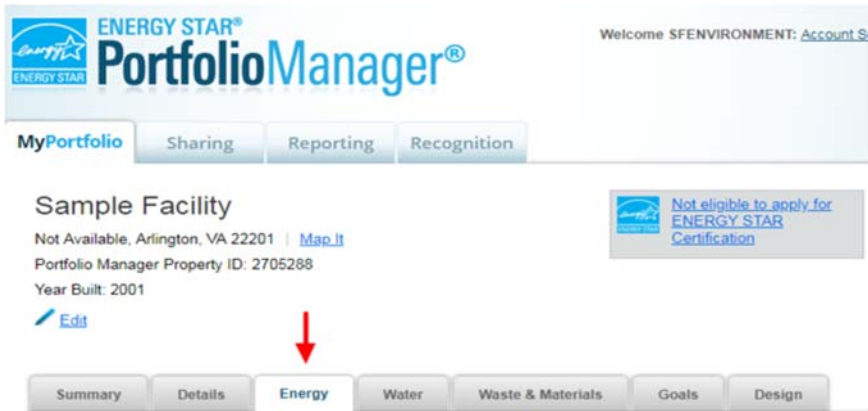 ENERGY STAR®
PortfolioManager®
energy
ENERGY STAR
Welcome SFENVIRONMENT: Account S
MyPortfolio Sharing Reporting Recognition
Sample Facility
Not Available, Arlington, VA 22201 | Map It
Portfolio Manager Property ID: 2705288
Year Built: 2001
Edit
Not eligible to apply for
ENERGY STAR
Certification
Summary Details Energy Water Waste & Materials Goals Design